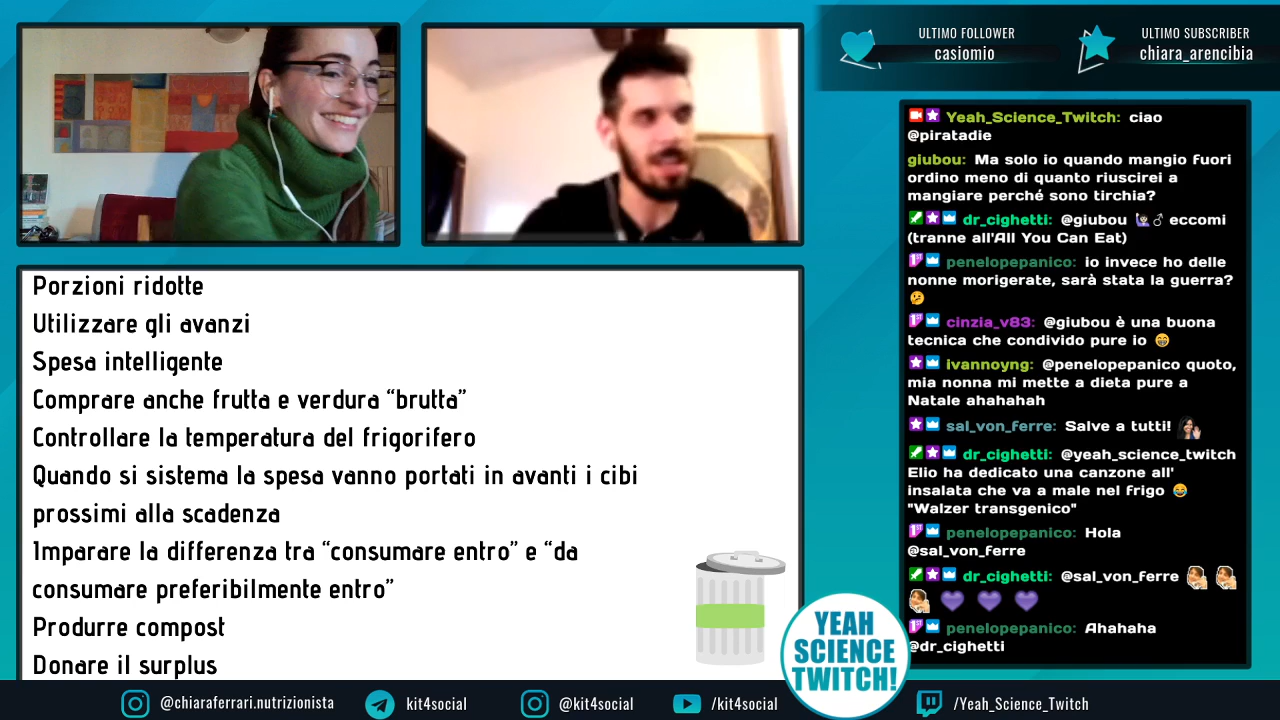 ULTIMO FOLLOWER
casiomio
ULTIMO SUBSCRIBER
chiara_arencibia
Porzioni ridotte
Utilizzare gli avanzi
Spesa intelligente
Comprare anche frutta e verdura “brutta”
Controllare la temperatura del frigorifero
Quando si sistema la spesa vanno portati in avanti i cibi
prossimi alla scadenza
Imparare la differenza tra “consumare entro” e “da
consumare preferibilmente entro”
Produrre compost
Donare il surplus
Yeah_Science_Twitch: ciao
@piratadie
giubou: Ma solo io quando mangio fuori
ordino meno di quanto riuscirei a
mangiare perché sono tirchia?
dr_cighetti: @giubou 🙋🏻‍♂ eccomi
(tranne all'All You Can Eat)
penelopepanico: io invece ho delle
nonne morigerate, sarà stata la guerra?
🤔
cinzia_v83: @giubou è una buona
tecnica che condivido pure io 😁
ivannoyng: @penelopepanico quoto,
mia nonna mi mette a dieta pure a
Natale ahahahah
sal_von_ferre: Salve a tutti!
dr_cighetti: @yeah_science_twitch
Elio ha dedicato una canzone all'
insalata che va a male nel frigo 😂
"Walzer transgenico"
penelopepanico: Hola
@sal_von_ferre
dr_cighetti: @sal_von_ferre
💜 💜 💜
penelopepanico: Ahahaha
@dr_cighetti
YEAH
SCIENCE
TWITCH!
@chiaraferrari.nutrizionista
kit4social
@kit4social
/kit4social
/Yeah_Science_Twitch